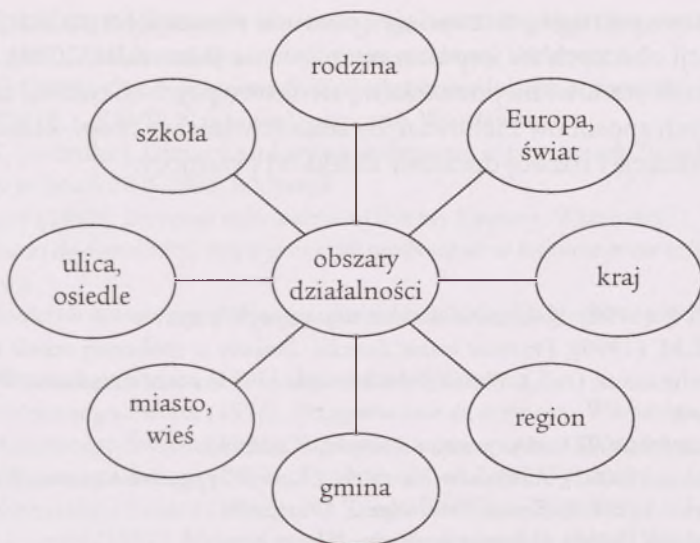 rodzina
szkoła
Europa,
świat
ulica,
osiedle
obszary
działalności
kraj
miasto,
wieś
region
gmina